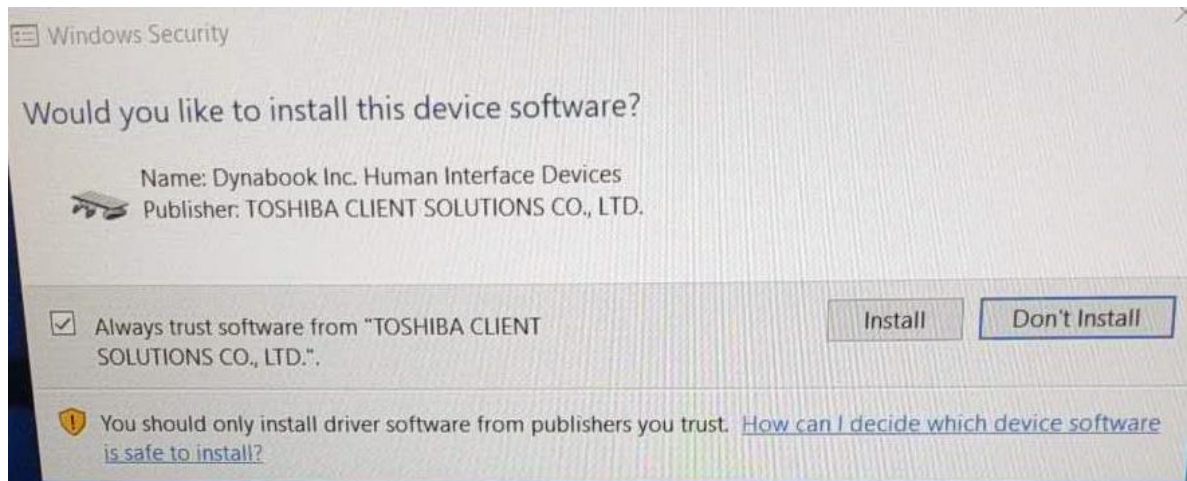 Windows Security
Would you like to install this device software?
Name: Dynabook Inc. Human Interface Devices
Publisher: TOSHIBA CLIENT SOLUTIONS CO., LTD.
Always trust software from "TOSHIBA CLIENT
SOLUTIONS CO., LTD.".
Install
Don't Install
You should only install driver software from publishers you trust. How can I decide which device software
is safe to install?